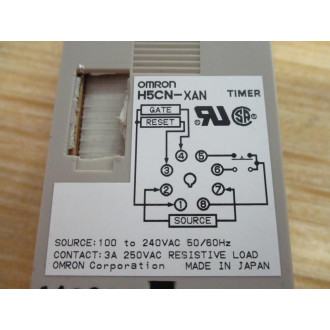 OMRON
H5CN-XAN TIMER
GATE
RESET
4
3 5
6
2 7
1 8
SOURCE
SOURCE:100 to 240VAC 50/60Hz
CONTACT:3A 250VAC RESISTIVE LOAD
OMRON Corporation MADE IN JAPAN